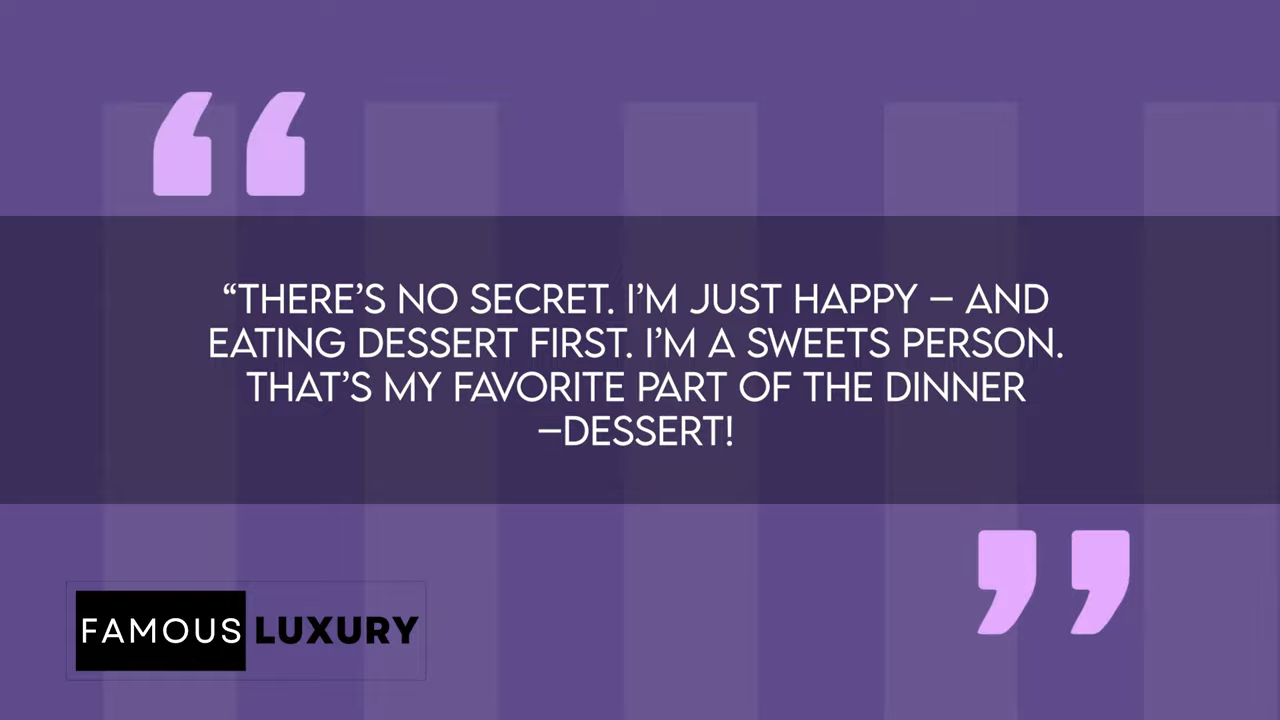 “THERE’S NO SECRET. I’M JUST HAPPY – AND
EATING DESSERT FIRST. I’M A SWEETS PERSON.
THAT’S MY FAVORITE PART OF THE DINNER
–DESSERT!
FAMOUS LUXURY